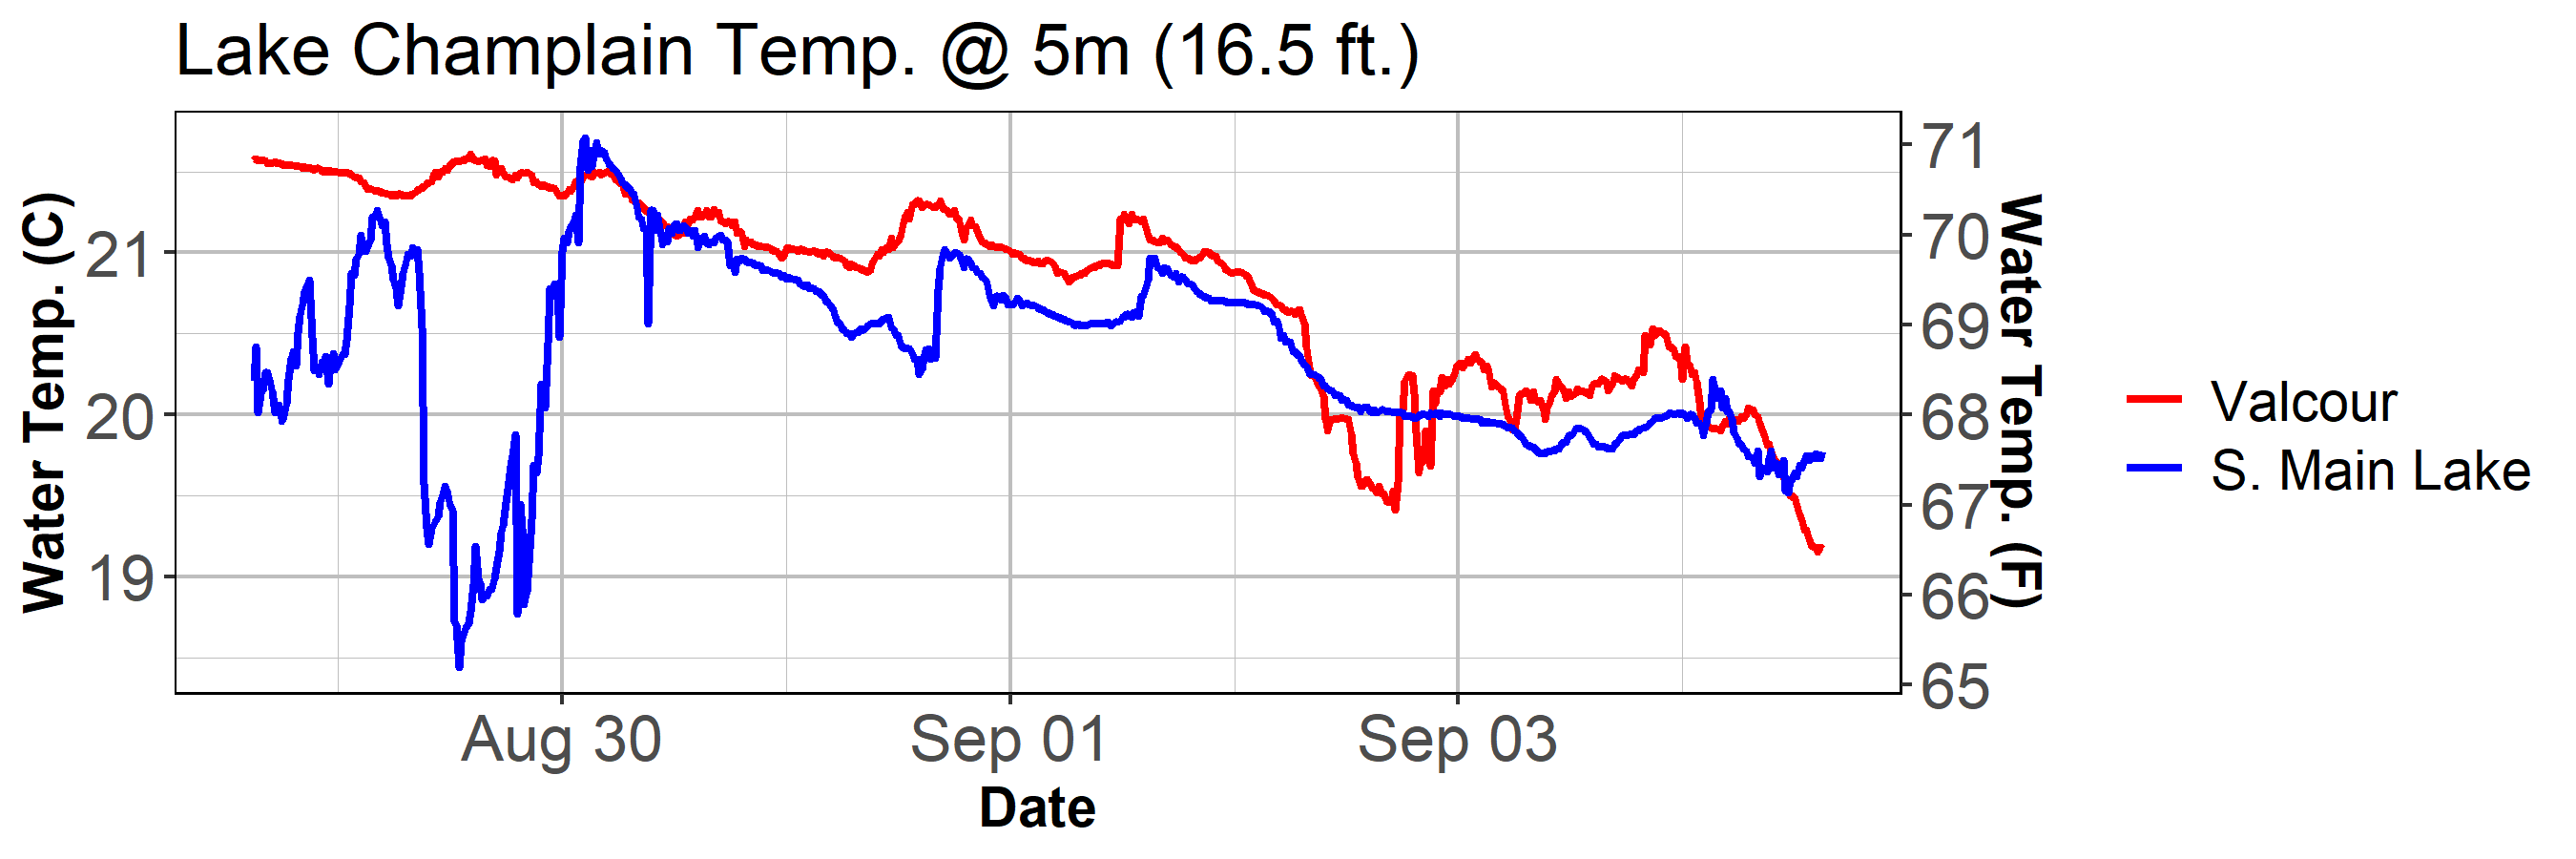 Lake Champlain Temp. @ 5m (16.5 ft.)
Water Temp. (C)
21
20
19
71
70
69
68
67
66
65
Water Temp. (F)
Aug 30
Sep 01
Sep 03
Date
Valcour
S. Main Lake